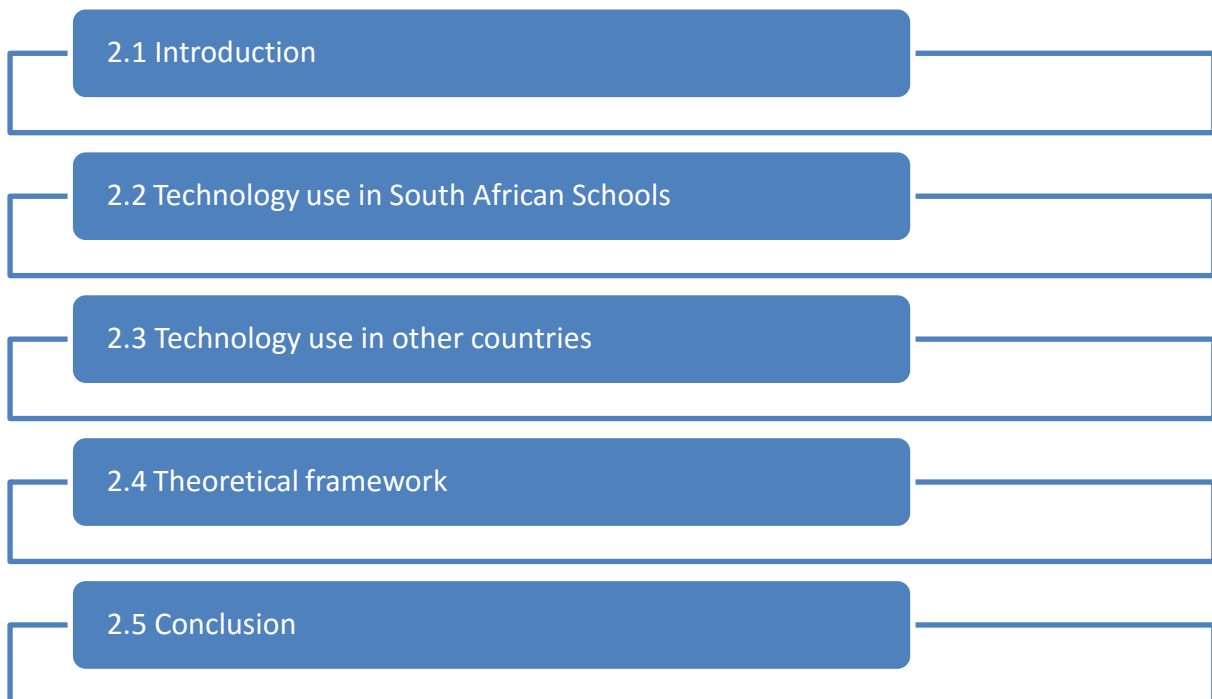 2.1 Introduction
2.2 Technology use in South African Schools
2.3 Technology use in other countries
2.4 Theoretical framework
2.5 Conclusion